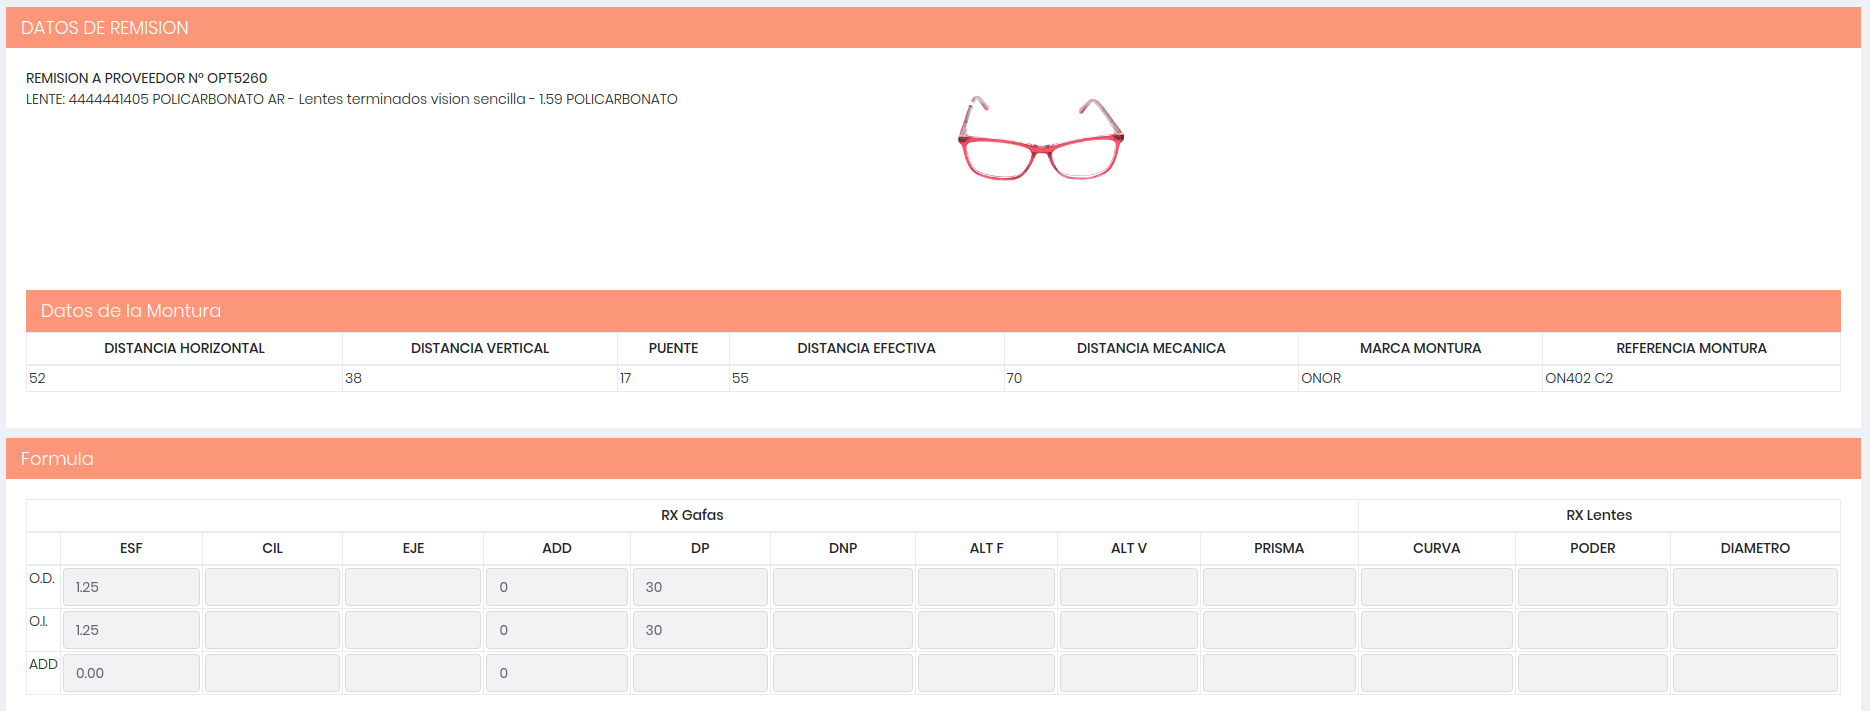 DATOS DE REMISION
REMISION A PROVEEDOR Nº OPT5260
LENTE: 4444441405 POLICARBONATO AR - Lentes terminados vision sencilla - 1.59 POLICARBONATO
Datos de la Montura
DISTANCIA HORIZONTAL DISTANCIA VERTICAL PUENTE DISTANCIA EFECTIVA DISTANCIA MECANICA MARCA MONTURA REFERENCIA MONTURA
52 38 17 55 70 ONOR ON402 C2
Formula
RX Gafas RX Lentes
ESF CIL EJE ADD DP DNP ALT F ALT V PRISMA CURVA PODER DIAMETRO
O.D. 1.25 0 30
O.I. 1.25 0 30
ADD 0.00 0